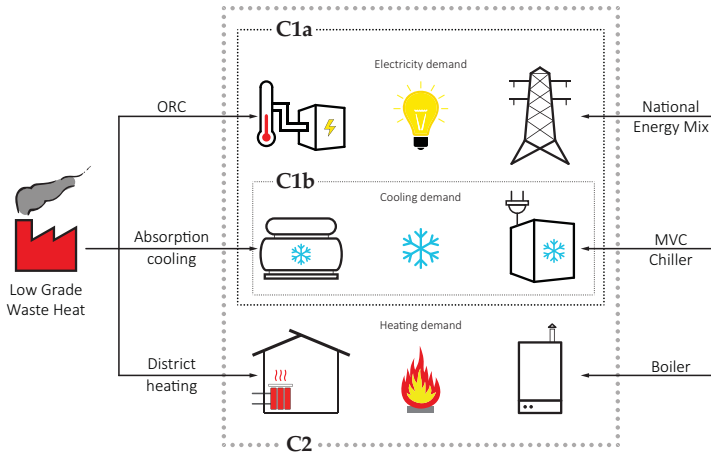 C1a
Electricity demand
ORC
National
Energy Mix
C1b
Cooling demand
Absorption
cooling
MVC
Chiller
Low Grade
Waste Heat
Heating demand
District
heating
Boiler
C2